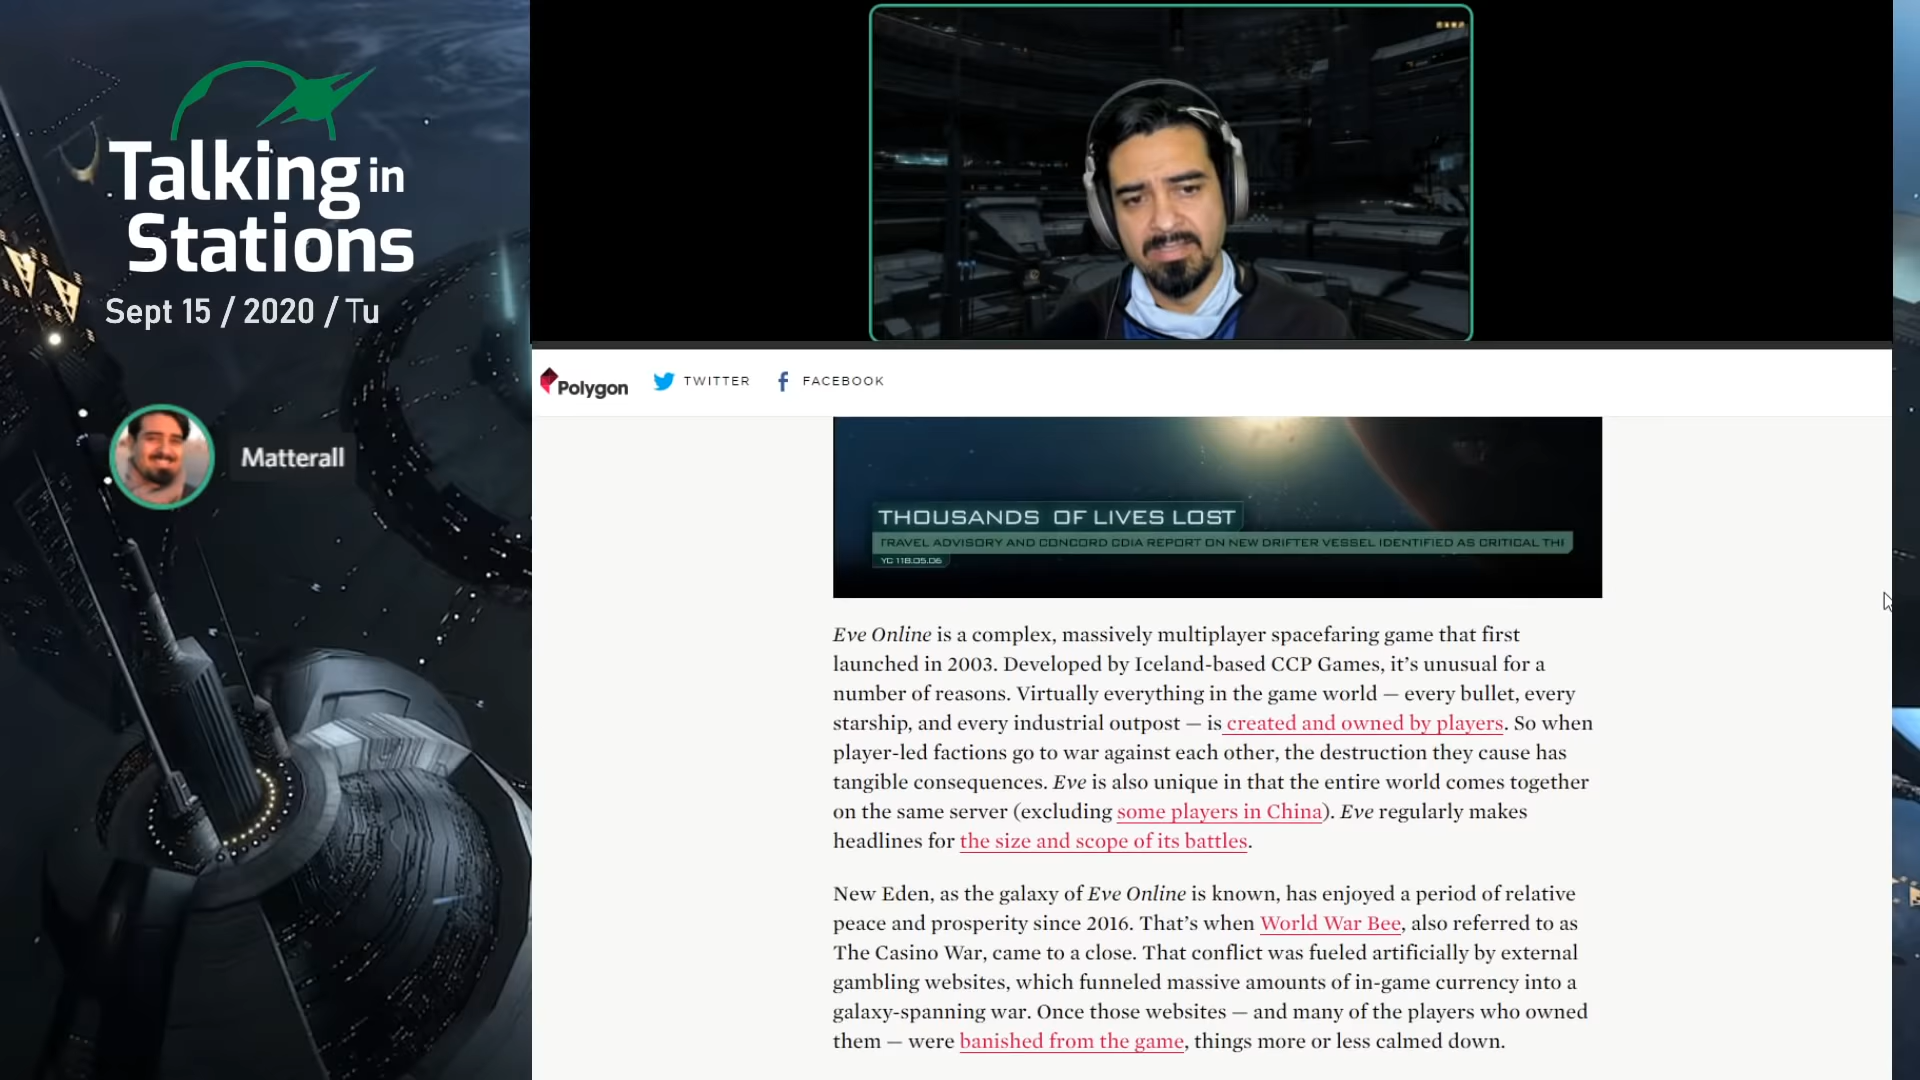 Talking in
Stations
Sept 15 / 2020 / Tu
Matterall
Polygon
TWITTER
FACEBOOK
THOUSANDS OF LIVES LOST
TRAVEL ADVISORY AND CONCORD CDIA REPORT ON NEW DRIFTER VESSEL IDENTIFIED AS CRITICAL THR
YC 118.05.06
Eve Online is a complex, massively multiplayer spacefaring game that first
launched in 2003. Developed by Iceland-based CCP Games, it’s unusual for a
number of reasons. Virtually everything in the game world — every bullet, every
starship, and every industrial outpost — is created and owned by players. So when
player-led factions go to war against each other, the destruction they cause has
tangible consequences. Eve is also unique in that the entire world comes together
on the same server (excluding some players in China). Eve regularly makes
headlines for the size and scope of its battles.
New Eden, as the galaxy of Eve Online is known, has enjoyed a period of relative
peace and prosperity since 2016. That’s when World War Bee, also referred to as
The Casino War, came to a close. That conflict was fueled artificially by external
gambling websites, which funneled massive amounts of in-game currency into a
galaxy-spanning war. Once those websites — and many of the players who owned
them — were banished from the game, things more or less calmed down.